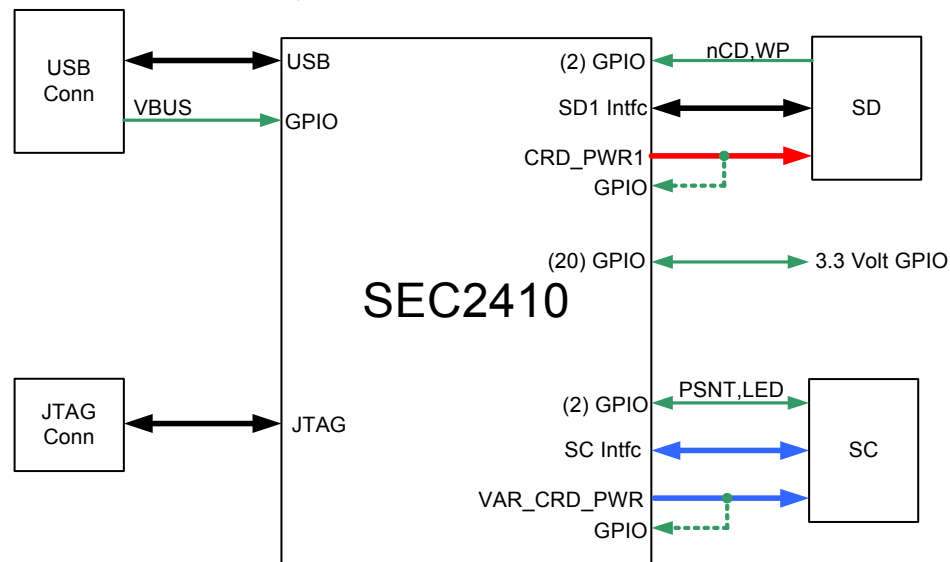 USB
Conn
VBUS
USB
GPIO
(2) GPIO
nCD,WP
SD1 Intfc
SD
CRD_PWR1
GPIO
(20) GPIO
3.3 Volt GPIO
SEC2410
JTAG
Conn
JTAG
(2) GPIO
PSNT,LED
SC Intfc
SC
VAR_CRD_PWR
GPIO